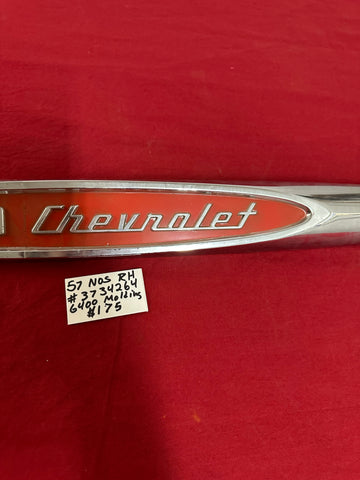 Chevrolet
57 NOS RH
#3734264
6400 Molding
$175